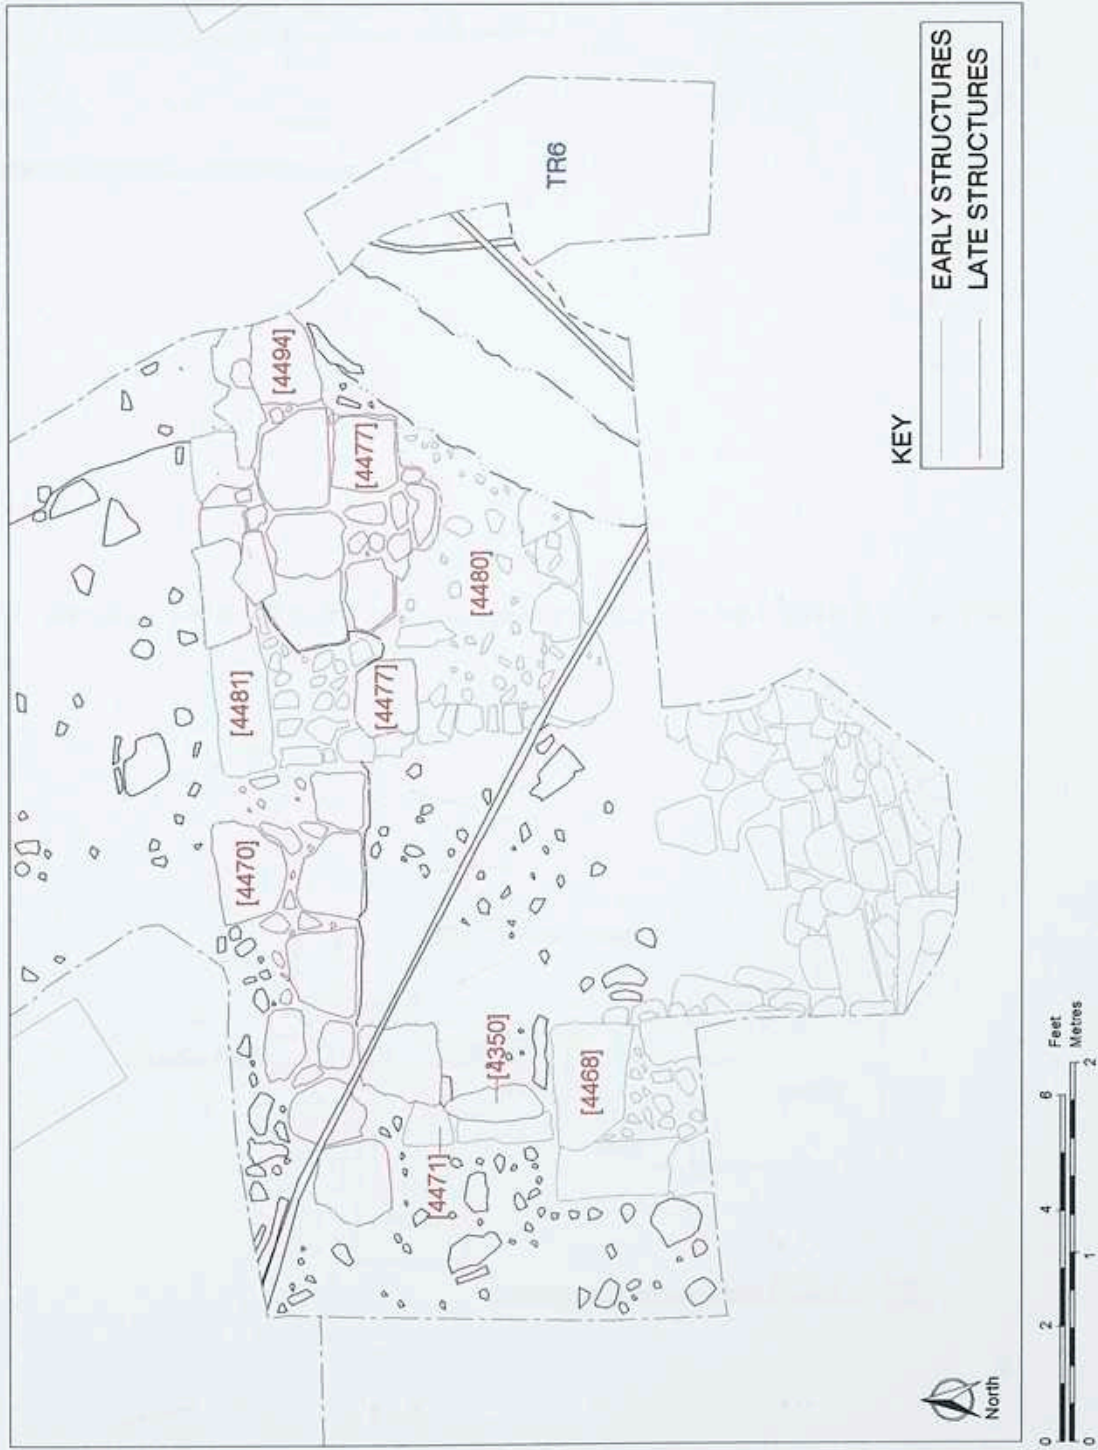 TR6
[4494]
[4477]
[4480]
[4481]
[4477]
[4470]
[4350]
[4468]
[4471]
KEY
EARLY STRUCTURES
LATE STRUCTURES
North
0 2 4 6 Feet
0 1 2 Metres